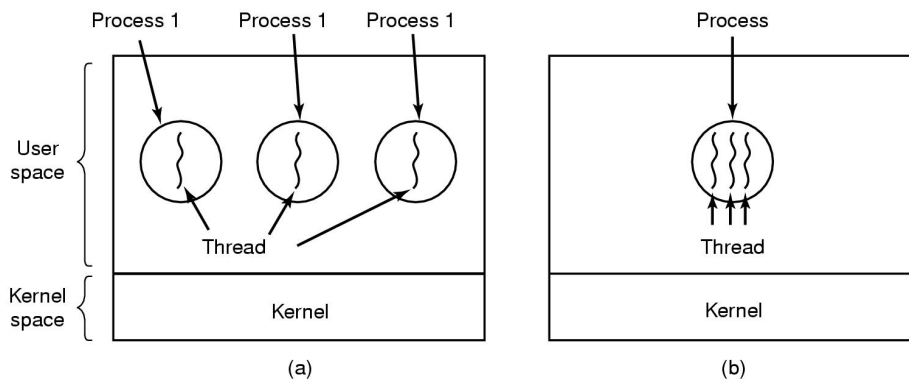 Process 1 Process 1 Process 1 Process
User
space
Thread Thread
Kernel
space
Kernel Kernel
(a) (b)